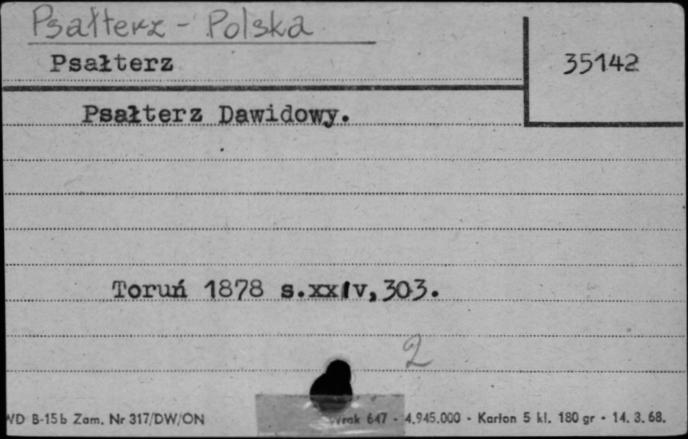 Psałterz - Polska
Psałterz
35142
Psałterz Dawidowy.
Toruń 1878 s.xxIv,303.
2
WD B-15b Zam. Nr 317/DW/ON 647 - 4.945.000 - Karton 5 kl. 180 gr - 14. 3. 68.